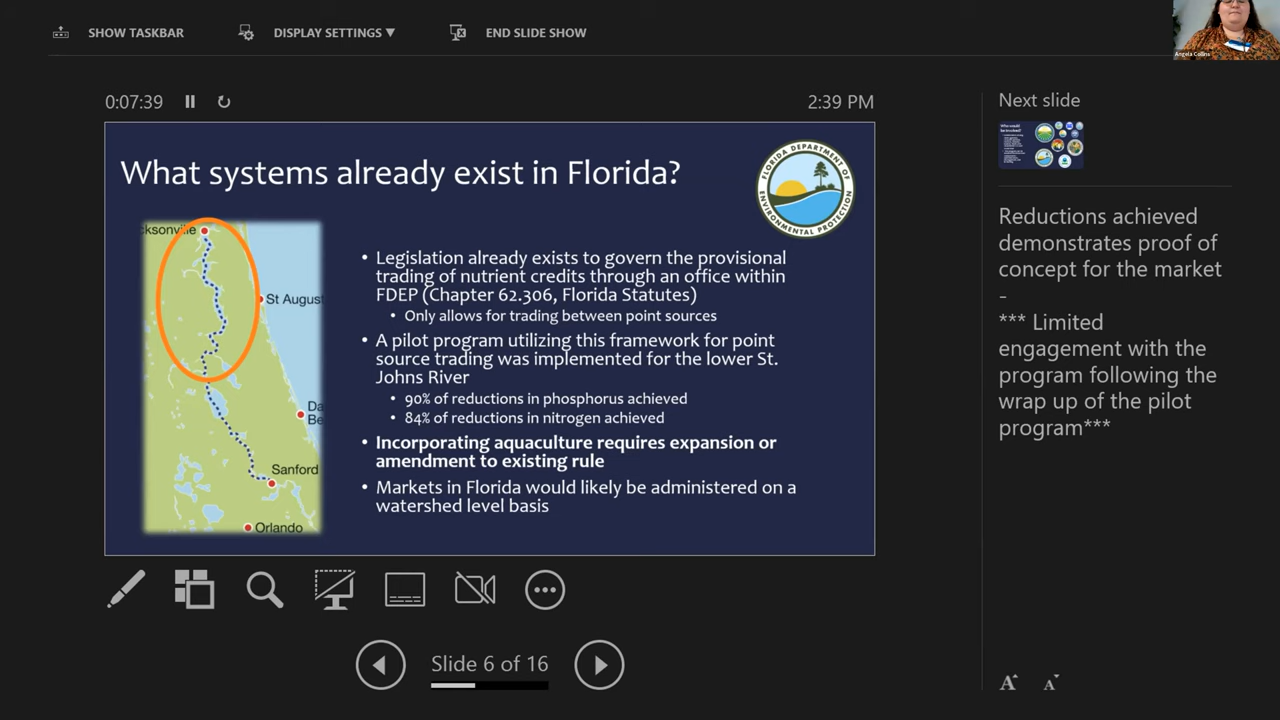 SHOW TASKBAR
DISPLAY SETTINGS ▼
END SLIDE SHOW
Angela Collins
0:07:39
2:39 PM
Next slide
What systems already exist in Florida?
FLORIDA DEPARTMENT OF ENVIRONMENTAL PROTECTION
cksonville
St August
Da
Be
Sanford
Orlando
• Legislation already exists to govern the provisional
trading of nutrient credits through an office within
FDEP (Chapter 62.306, Florida Statutes)
• Only allows for trading between point sources
• A pilot program utilizing this framework for point
source trading was implemented for the lower St.
Johns River
• 90% of reductions in phosphorus achieved
• 84% of reductions in nitrogen achieved
• Incorporating aquaculture requires expansion or
amendment to existing rule
• Markets in Florida would likely be administered on a
watershed level basis
Reductions achieved
demonstrates proof of
concept for the market
-
*** Limited
engagement with the
program following the
wrap up of the pilot
program***
Slide 6 of 16
A A